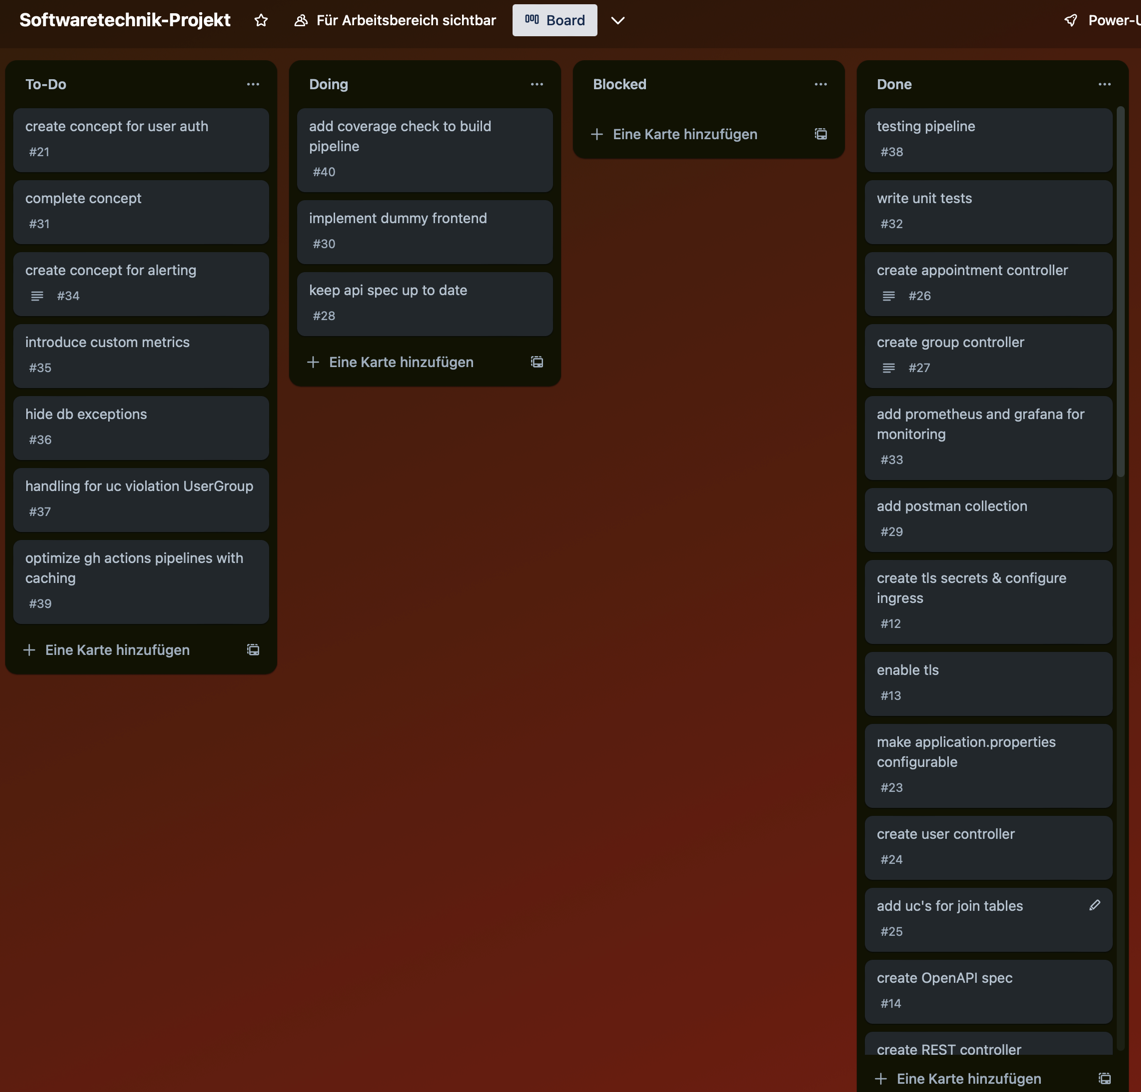 Softwaretechnik-Projekt
Für Arbeitsbereich sichtbar
Board
Power-U
To-Do
create concept for user auth
#21
complete concept
#31
create concept for alerting
#34
introduce custom metrics
#35
hide db exceptions
#36
handling for uc violation UserGroup
#37
optimize gh actions pipelines with
caching
#39
Eine Karte hinzufügen
Doing
add coverage check to build
pipeline
#40
implement dummy frontend
#30
keep api spec up to date
#28
Eine Karte hinzufügen
Blocked
Eine Karte hinzufügen
Done
testing pipeline
#38
write unit tests
#32
create appointment controller
#26
create group controller
#27
add prometheus and grafana for
monitoring
#33
add postman collection
#29
create tls secrets & configure
ingress
#12
enable tls
#13
make application.properties
configurable
#23
create user controller
#24
add uc's for join tables
#25
create OpenAPI spec
#14
create REST controller
Eine Karte hinzufügen